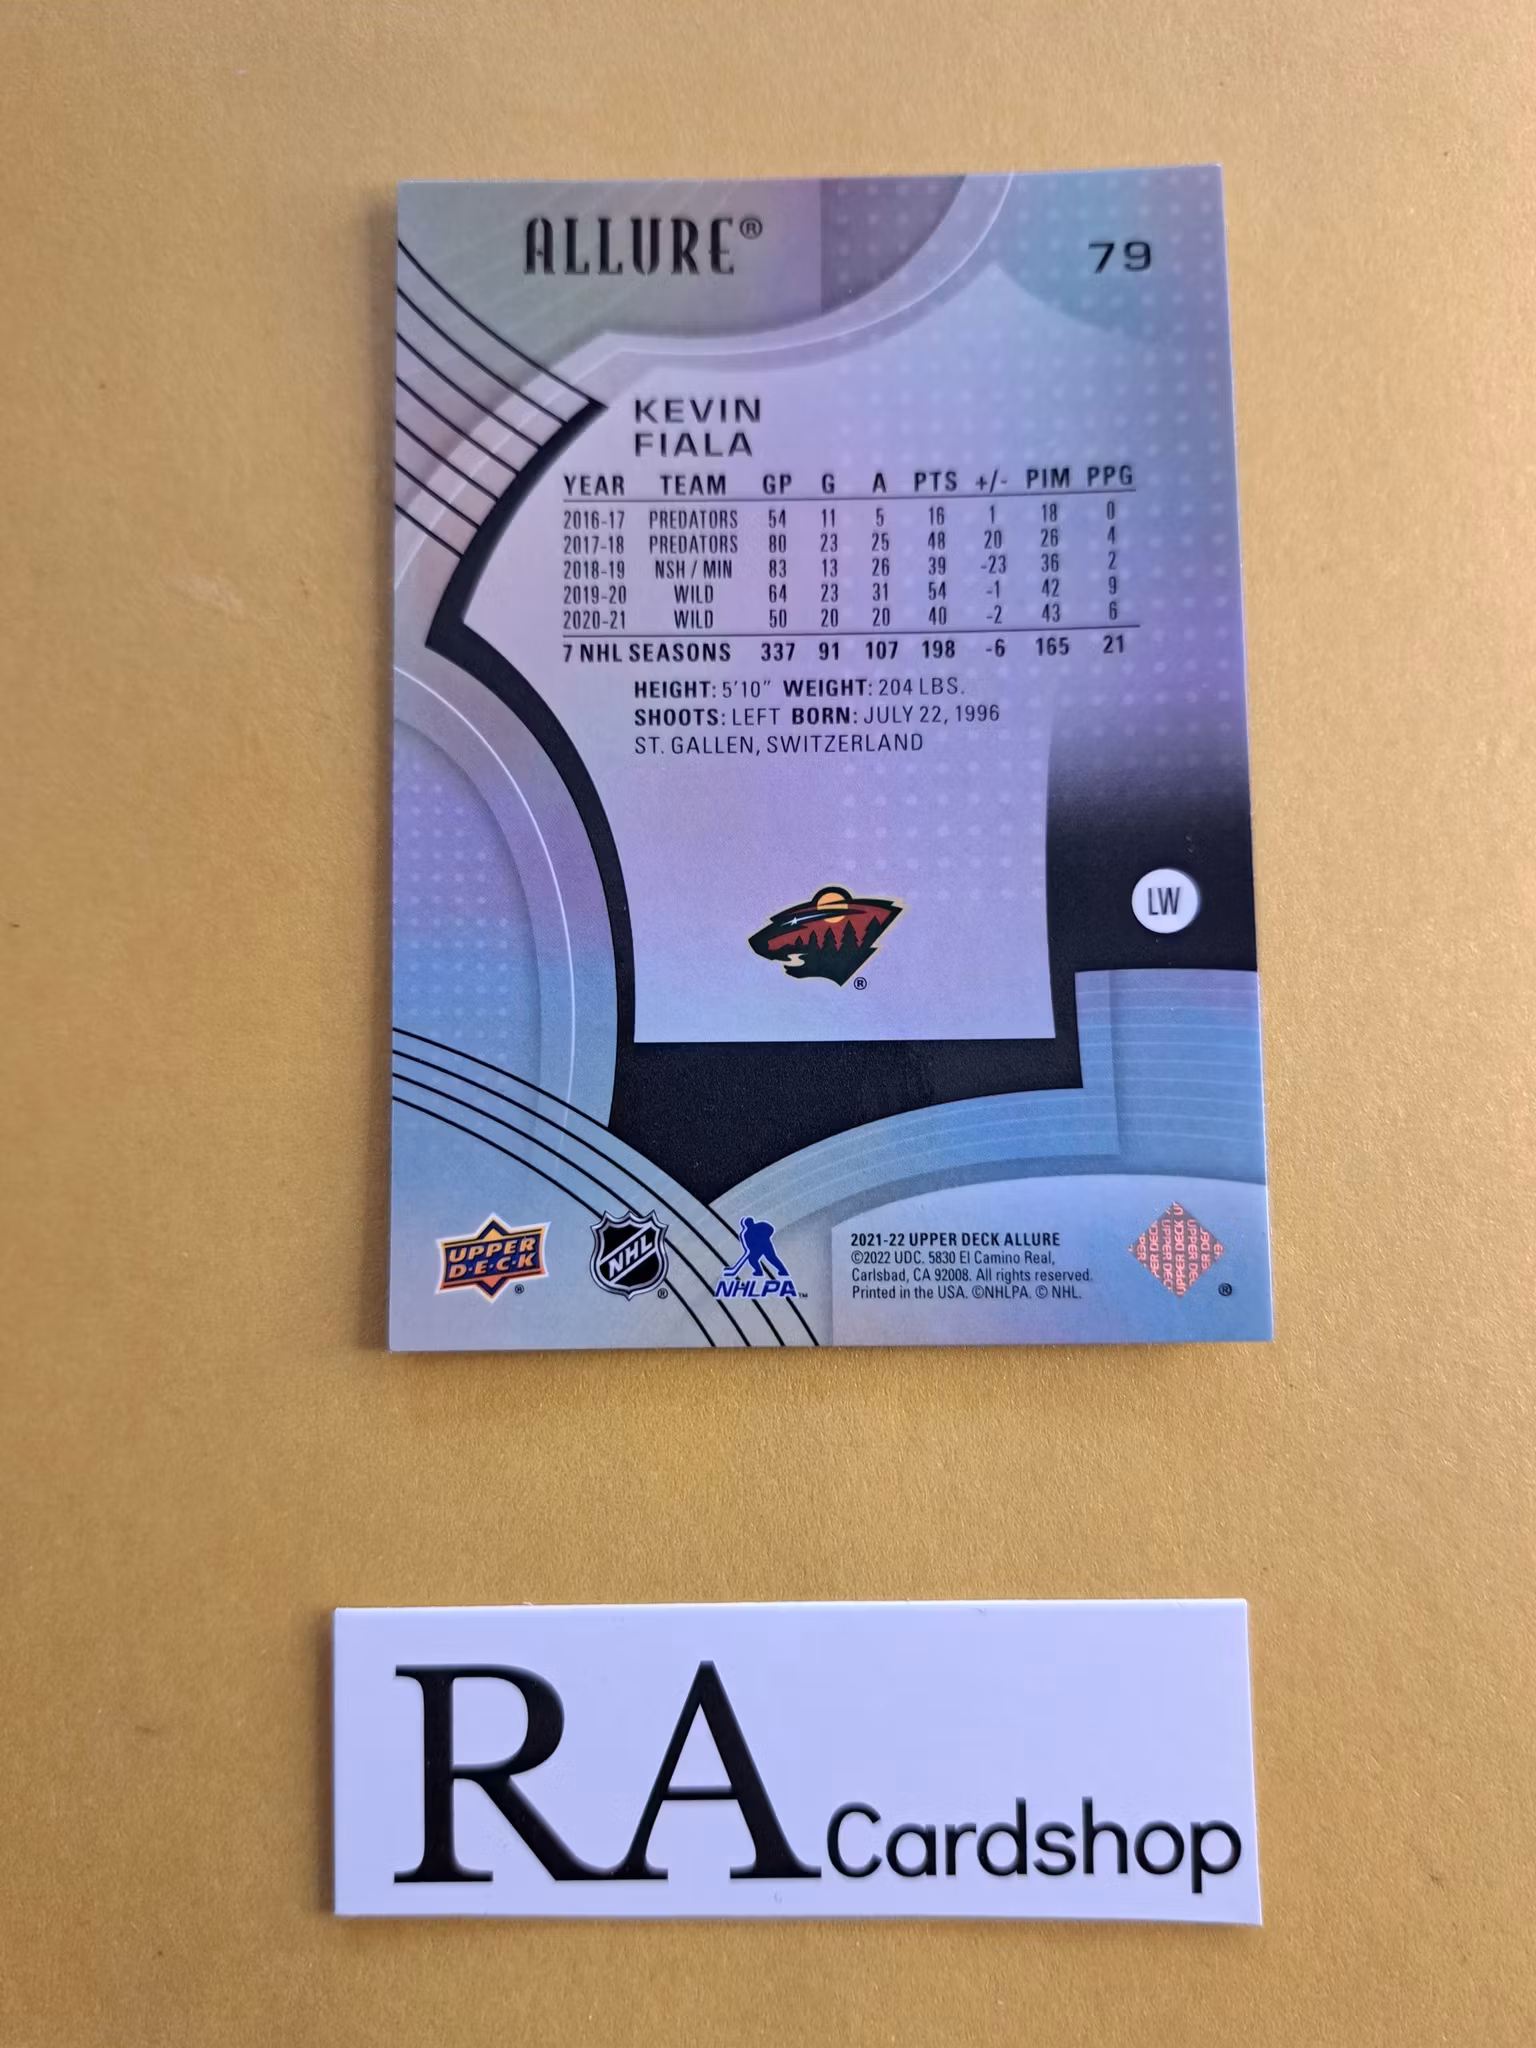 ALLURE®
79
KEVIN
FIALA
YEAR TEAM GP G A PTS +/- PIM PPG
2016-17 PREDATORS 54 11 5 16 1 18 0
2017-18 PREDATORS 80 23 25 48 20 26 4
2018-19 NSH / MIN 83 13 26 39 -23 36 2
2019-20 WILD 64 23 31 54 -1 42 9
2020-21 WILD 50 20 20 40 -2 43 6
7 NHL SEASONS 337 91 107 198 -6 165 21
HEIGHT: 5'10" WEIGHT: 204 LBS.
SHOOTS: LEFT BORN: JULY 22, 1996
ST. GALLEN, SWITZERLAND
®
LW
UPPER
D·E·C·K
®
NHL
®
NHLPA™
2021-22 UPPER DECK ALLURE
©2022 UDC. 5830 El Camino Real,
Carlsbad, CA 92008. All rights reserved.
Printed in the USA. ©NHLPA. © NHL.
UPPER DECK
®
RA Cardshop